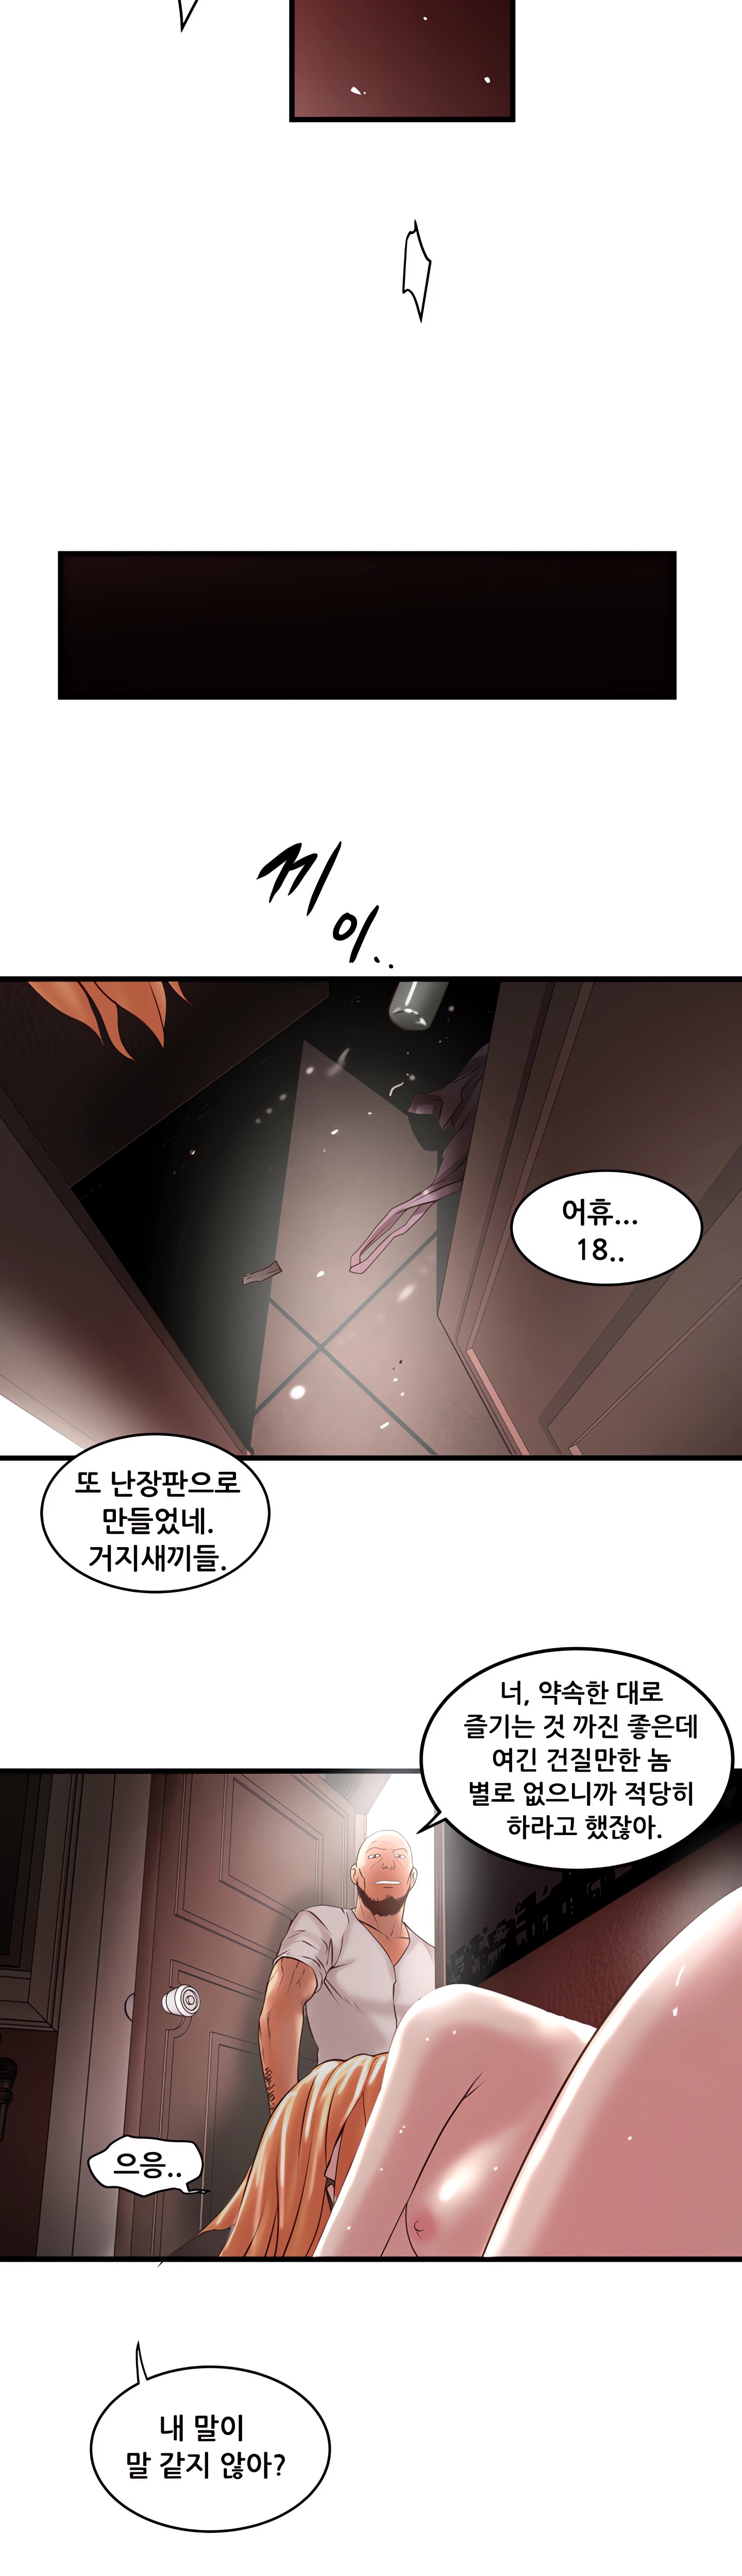 끼이..
어휴...
18..
또 난장판으로
만들었네.
거지새끼들.
너, 약속한 대로
즐기는 것 까진 좋은데
여긴 건질만한 놈
별로 없으니까 적당히
하라고 했잖아.
으응..
내 말이
말 같지 않아?